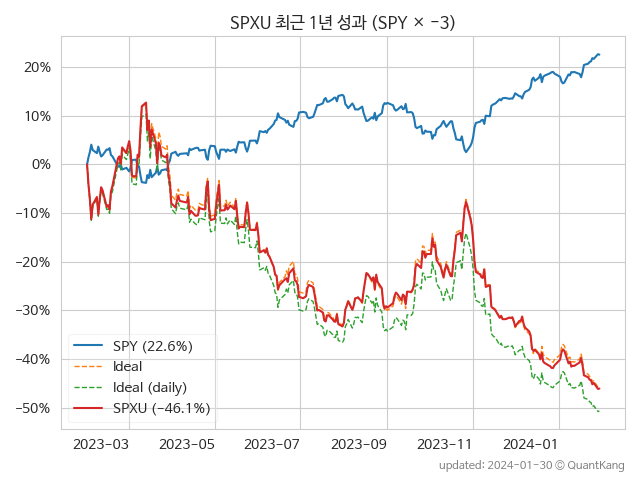 SPXU 최근 1년 성과 (SPY × −3)
20%
10%
0%
−10%
−20%
−30%
−40%
−50%
SPY (22.6%)
Ideal
Ideal (daily)
SPXU (−46.1%)
2023-03
2023-05
2023-07
2023-09
2023-11
2024-01
updated: 2024-01-30 © QuantKang